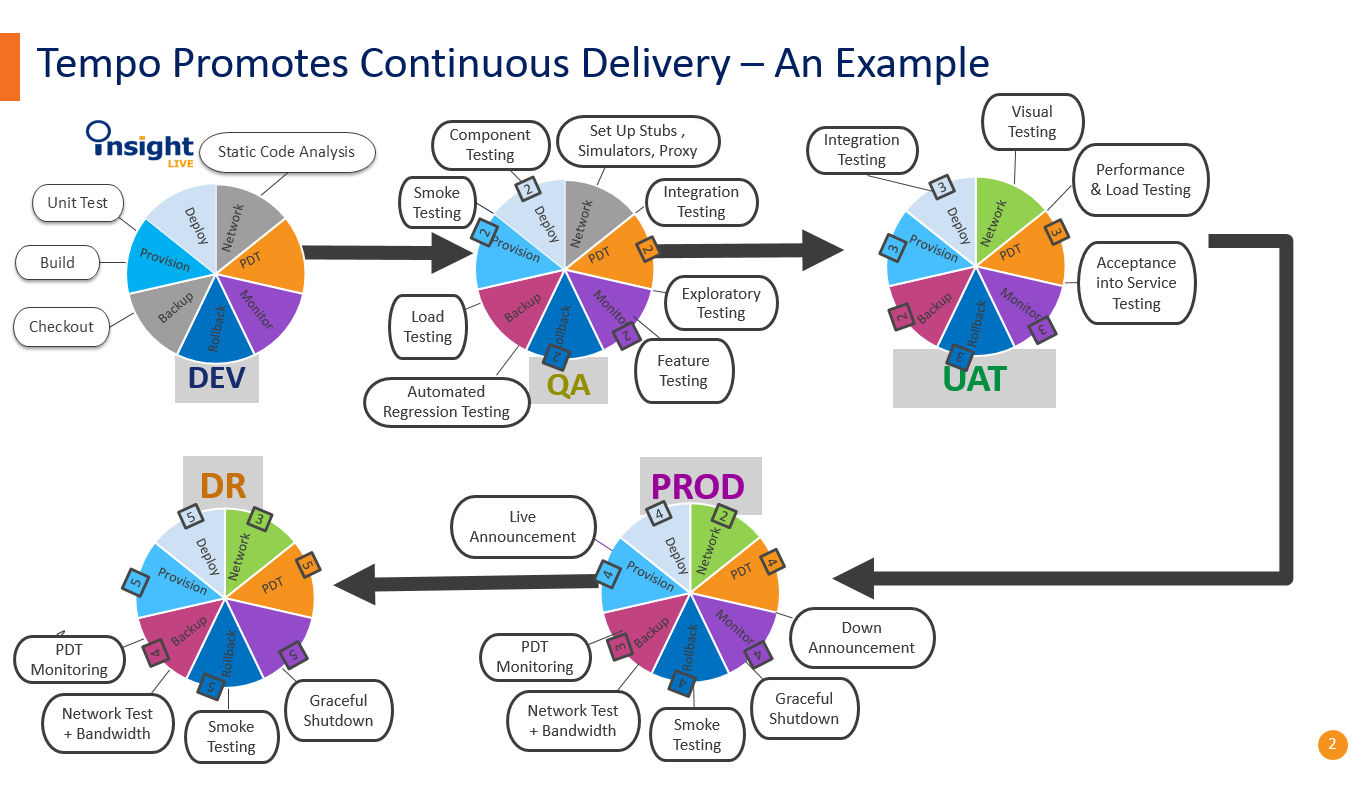 Tempo Promotes Continuous Delivery – An Example
insight
LIVE
Static Code Analysis
Unit Test
Build
Checkout
Deploy
Network
PDT
Monitor
Rollback
Backup
Provision
DEV
Component
Testing
Set Up Stubs ,
Simulators, Proxy
Smoke
Testing
Integration
Testing
Exploratory
Testing
Feature
Testing
Load
Testing
Automated
Regression Testing
2
Deploy
Network
2
PDT
2
Monitor
2
Rollback
Backup
2
Provision
QA
Integration
Testing
Visual
Testing
Performance
& Load Testing
Acceptance
into Service
Testing
3
Deploy
Network
3
PDT
3
Monitor
3
Rollback
2
Backup
3
Provision
UAT
DR
5
Deploy
3
Network
5
PDT
5
5
Rollback
4
Backup
5
Provision
PDT
Monitoring
Network Test
+ Bandwidth
Smoke
Testing
Graceful
Shutdown
PROD
Live
Announcement
4
Deploy
2
Network
4
PDT
4
Monitor
4
Rollback
3
Backup
4
Provision
PDT
Monitoring
Network Test
+ Bandwidth
Smoke
Testing
Graceful
Shutdown
Down
Announcement
2